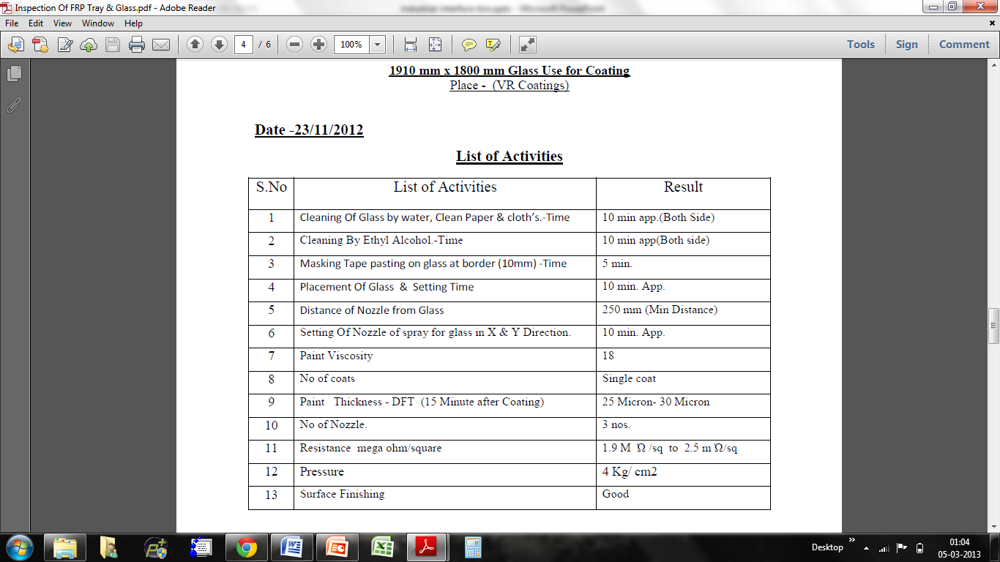 Inspection Of FRP Tray & Glass.pdf - Adobe Reader
File Edit View Window Help
4 / 6 100% Tools Sign Comment
1910 mm x 1800 mm Glass Use for Coating
Place - (VR Coatings)
Date -23/11/2012
List of Activities
S.No List of Activities Result
1 Cleaning Of Glass by water, Clean Paper & cloth's.-Time 10 min app.(Both Side)
2 Cleaning By Ethyl Alcohol.-Time 10 min app(Both side)
3 Masking Tape pasting on glass at border (10mm) -Time 5 min.
4 Placement Of Glass & Setting Time 10 min. App.
5 Distance of Nozzle from Glass 250 mm (Min Distance)
6 Setting Of Nozzle of spray for glass in X & Y Direction. 10 min. App.
7 Paint Viscosity 18
8 No of coats Single coat
9 Paint Thickness - DFT (15 Minute after Coating) 25 Micron- 30 Micron
10 No of Nozzle. 3 nos.
11 Resistance mega ohm/square 1.9 M Ώ /sq to 2.5 m Ώ/sq
12 Pressure 4 Kg/ cm2
13 Surface Finishing Good
Desktop
01:04
05-03-2013